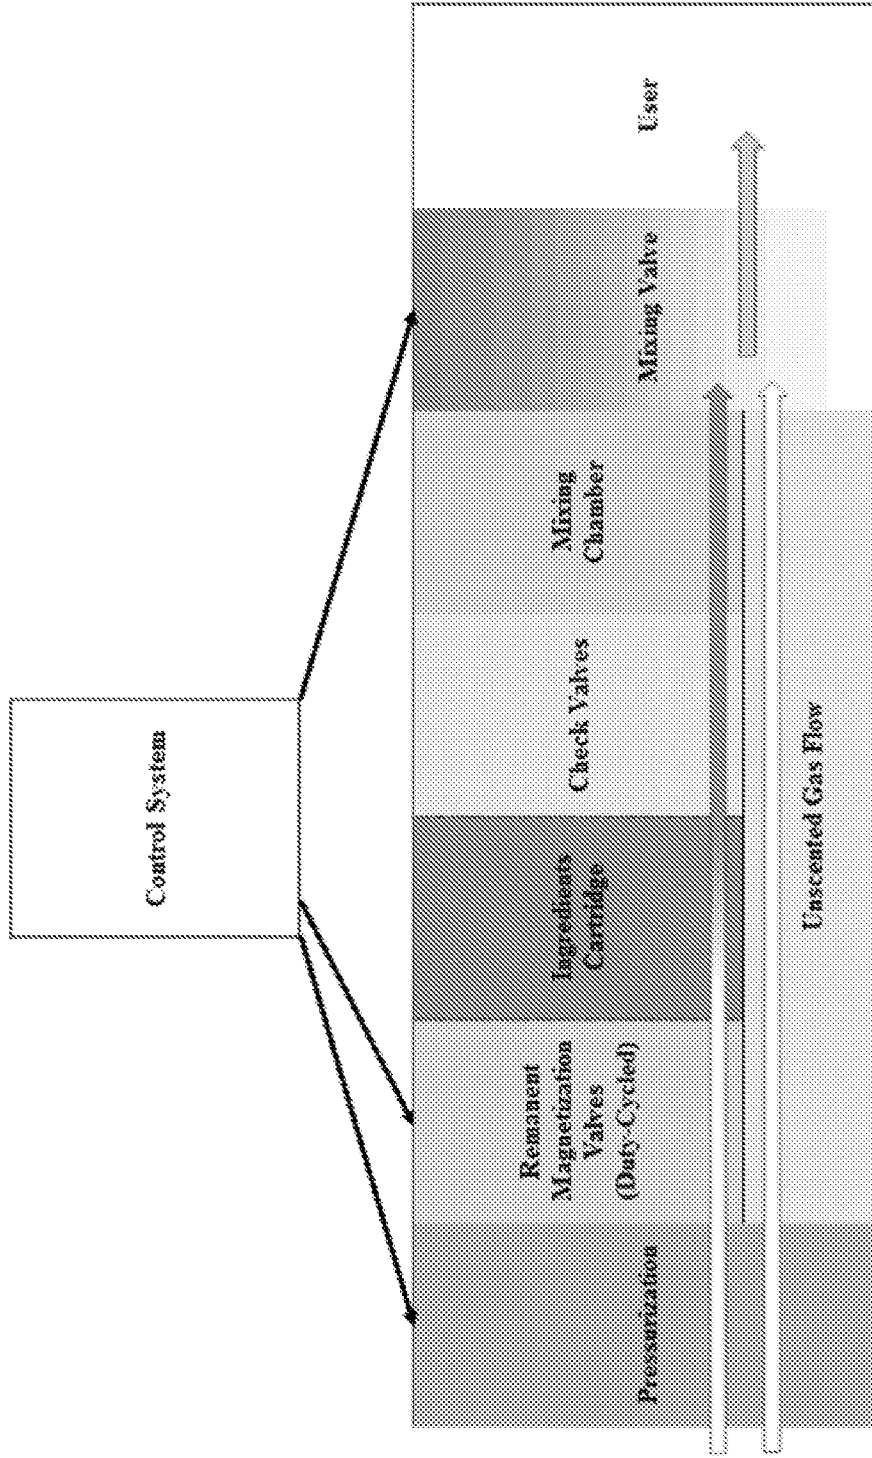 Control System
Pressurization
Remanent
Magnetization
Valves
(Duty-Cycled)
Ingredients
Cartridge
Check Valves
Mixing
Chamber
Mixing Valve
User
Unscented Gas Flow